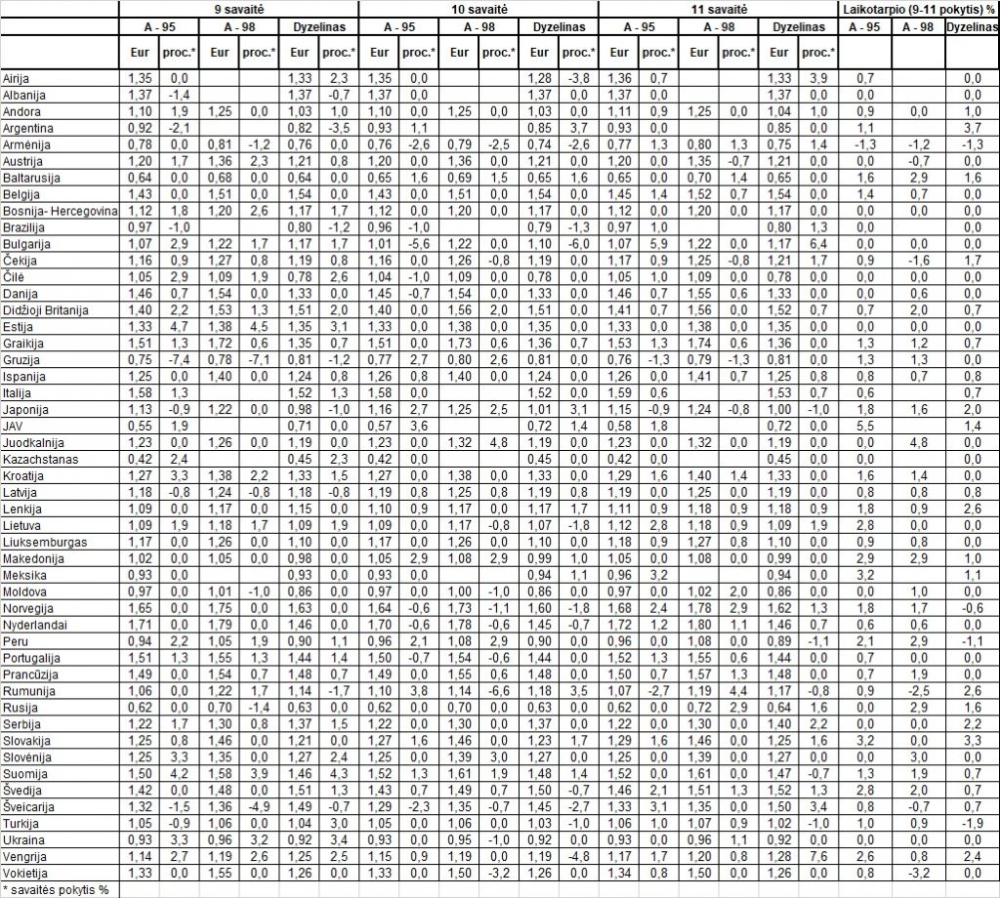 9 savaitė 10 savaitė 11 savaitė Laikotarpio (9-11 pokytis) %
A - 95 A - 98 Dyzelinas A - 95 A - 98 Dyzelinas A - 95 A - 98 Dyzelinas A - 95 A - 98 Dyzelinas
Eur proc.* Eur proc.* Eur proc.* Eur proc.* Eur proc.* Eur proc.* Eur proc.* Eur proc.* Eur proc.*
Airija 1,35 0,0 1,33 2,3 1,35 0,0 1,28 -3,8 1,36 0,7 1,33 3,9 0,7 0,0
Albanija 1,37 -1,4 1,37 -0,7 1,37 0,0 1,37 0,0 1,37 0,0 1,37 0,0 0,0 0,0
Andora 1,10 1,9 1,25 0,0 1,03 1,0 1,10 0,0 1,25 0,0 1,03 0,0 1,11 0,9 1,25 0,0 1,04 1,0 0,9 0,0 1,0
Argentina 0,92 -2,1 0,82 -3,5 0,93 1,1 0,85 3,7 0,93 0,0 0,85 0,0 1,1 3,7
Armėnija 0,78 0,0 0,81 -1,2 0,76 0,0 0,76 -2,6 0,79 -2,5 0,74 -2,6 0,77 1,3 0,80 1,3 0,75 1,4 -1,3 -1,2 -1,3
Austrija 1,20 1,7 1,36 2,3 1,21 0,8 1,20 0,0 1,36 0,0 1,21 0,0 1,20 0,0 1,35 -0,7 1,21 0,0 0,0 -0,7 0,0
Baltarusija 0,64 0,0 0,68 0,0 0,64 0,0 0,65 1,6 0,69 1,5 0,65 1,6 0,65 0,0 0,70 1,4 0,65 0,0 1,6 2,9 1,6
Belgija 1,43 0,0 1,51 0,0 1,54 0,0 1,43 0,0 1,51 0,0 1,54 0,0 1,45 1,4 1,52 0,7 1,54 0,0 1,4 0,7 0,0
Bosnija- Hercegovina 1,12 1,8 1,20 2,6 1,17 1,7 1,12 0,0 1,20 0,0 1,17 0,0 1,12 0,0 1,20 0,0 1,17 0,0 0,0 0,0 0,0
Brazilija 0,97 -1,0 0,80 -1,2 0,96 -1,0 0,79 -1,3 0,97 1,0 0,80 1,3 0,0 0,0
Bulgarija 1,07 2,9 1,22 1,7 1,17 1,7 1,01 -5,6 1,22 0,0 1,10 -6,0 1,07 5,9 1,22 0,0 1,17 6,4 0,0 0,0 0,0
Čekija 1,16 0,9 1,27 0,8 1,19 0,8 1,16 0,0 1,26 -0,8 1,19 0,0 1,17 0,9 1,25 -0,8 1,21 1,7 0,9 -1,6 1,7
Čilė 1,05 2,9 1,09 1,9 0,78 2,6 1,04 -1,0 1,09 0,0 0,78 0,0 1,05 1,0 1,09 0,0 0,78 0,0 0,0 0,0 0,0
Danija 1,46 0,7 1,54 0,0 1,33 0,0 1,45 -0,7 1,54 0,0 1,33 0,0 1,46 0,7 1,55 0,6 1,33 0,0 0,0 0,6 0,0
Didžioji Britanija 1,40 2,2 1,53 1,3 1,51 2,0 1,40 0,0 1,56 2,0 1,51 0,0 1,41 0,7 1,56 0,0 1,52 0,7 0,7 2,0 0,7
Estija 1,33 4,7 1,38 4,5 1,35 3,1 1,33 0,0 1,38 0,0 1,35 0,0 1,33 0,0 1,38 0,0 1,35 0,0 0,0 0,0 0,0
Graikija 1,51 1,3 1,72 0,6 1,35 0,7 1,51 0,0 1,73 0,6 1,36 0,7 1,53 1,3 1,74 0,6 1,36 0,0 1,3 1,2 0,7
Gruzija 0,75 -7,4 0,78 -7,1 0,81 -1,2 0,77 2,7 0,80 2,6 0,81 0,0 0,76 -1,3 0,79 -1,3 0,81 0,0 1,3 1,3 0,0
Ispanija 1,25 0,0 1,40 0,0 1,24 0,8 1,26 0,8 1,40 0,0 1,24 0,0 1,26 0,0 1,41 0,7 1,25 0,8 0,8 0,7 0,8
Italija 1,58 1,3 1,52 1,3 1,58 0,0 1,52 0,0 1,59 0,6 1,53 0,7 0,6 0,7
Japonija 1,13 -0,9 1,22 0,0 0,98 -1,0 1,16 2,7 1,25 2,5 1,01 3,1 1,15 -0,9 1,24 -0,8 1,00 -1,0 1,8 1,6 2,0
JAV 0,55 1,9 0,71 0,0 0,57 3,6 0,72 1,4 0,58 1,8 0,72 0,0 5,5 1,4
Juodkalnija 1,23 0,0 1,26 0,0 1,19 0,0 1,23 0,0 1,32 4,8 1,19 0,0 1,23 0,0 1,32 0,0 1,19 0,0 0,0 4,8 0,0
Kazachstanas 0,42 2,4 0,45 2,3 0,42 0,0 0,45 0,0 0,42 0,0 0,45 0,0 0,0 0,0
Kroatija 1,27 3,3 1,38 2,2 1,33 1,5 1,27 0,0 1,38 0,0 1,33 0,0 1,29 1,6 1,40 1,4 1,33 0,0 1,6 1,4 0,0
Latvija 1,18 -0,8 1,24 -0,8 1,18 -0,8 1,19 0,8 1,25 0,8 1,19 0,8 1,19 0,0 1,25 0,0 1,19 0,0 0,8 0,8 0,8
Lenkija 1,09 0,0 1,17 0,0 1,15 0,0 1,10 0,9 1,17 0,0 1,17 1,7 1,11 0,9 1,18 0,9 1,18 0,9 1,8 0,9 2,6
Lietuva 1,09 1,9 1,18 1,7 1,09 1,9 1,09 0,0 1,17 -0,8 1,07 -1,8 1,12 2,8 1,18 0,9 1,09 1,9 2,8 0,0 0,0
Liuksemburgas 1,17 0,0 1,26 0,0 1,10 0,0 1,17 0,0 1,26 0,0 1,10 0,0 1,18 0,9 1,27 0,8 1,10 0,0 0,9 0,8 0,0
Makedonija 1,02 0,0 1,05 0,0 0,98 0,0 1,05 2,9 1,08 2,9 0,99 1,0 1,05 0,0 1,08 0,0 0,99 0,0 2,9 2,9 1,0
Meksika 0,93 0,0 0,93 0,0 0,93 0,0 0,94 1,1 0,96 3,2 0,94 0,0 3,2 1,1
Moldova 0,97 0,0 1,01 -1,0 0,86 0,0 0,97 0,0 1,00 -1,0 0,86 0,0 0,97 0,0 1,02 2,0 0,86 0,0 0,0 1,0 0,0
Norvegija 1,65 0,0 1,75 0,0 1,63 0,0 1,64 -0,6 1,73 -1,1 1,60 -1,8 1,68 2,4 1,78 2,9 1,62 1,3 1,8 1,7 -0,6
Nyderlandai 1,71 0,0 1,79 0,0 1,46 0,0 1,70 -0,6 1,78 -0,6 1,45 -0,7 1,72 1,2 1,80 1,1 1,46 0,7 0,6 0,6 0,0
Peru 0,94 2,2 1,05 1,9 0,90 1,1 0,96 2,1 1,08 2,9 0,90 0,0 0,96 0,0 1,08 0,0 0,89 -1,1 2,1 2,9 -1,1
Portugalija 1,51 1,3 1,55 1,3 1,44 1,4 1,50 -0,7 1,54 -0,6 1,44 0,0 1,52 1,3 1,55 0,6 1,44 0,0 0,7 0,0 0,0
Prancūzija 1,49 0,0 1,54 0,7 1,48 0,7 1,49 0,0 1,55 0,6 1,48 0,0 1,50 0,7 1,57 1,3 1,48 0,0 0,7 1,9 0,0
Rumunija 1,06 0,0 1,22 1,7 1,14 -1,7 1,10 3,8 1,14 -6,6 1,18 3,5 1,07 -2,7 1,19 4,4 1,17 -0,8 0,9 -2,5 2,6
Rusija 0,62 0,0 0,70 -1,4 0,63 0,0 0,62 0,0 0,70 0,0 0,63 0,0 0,62 0,0 0,72 2,9 0,64 1,6 0,0 2,9 1,6
Serbija 1,22 1,7 1,30 0,8 1,37 1,5 1,22 0,0 1,30 0,0 1,37 0,0 1,22 0,0 1,30 0,0 1,40 2,2 0,0 0,0 2,2
Slovakija 1,25 0,8 1,46 0,0 1,21 0,0 1,27 1,6 1,46 0,0 1,23 1,7 1,29 1,6 1,46 0,0 1,25 1,6 3,2 0,0 3,3
Slovėnija 1,25 3,3 1,35 0,0 1,27 2,4 1,25 0,0 1,39 3,0 1,27 0,0 1,25 0,0 1,39 0,0 1,27 0,0 0,0 3,0 0,0
Suomija 1,50 4,2 1,58 3,9 1,46 4,3 1,52 1,3 1,61 1,9 1,48 1,4 1,52 0,0 1,61 0,0 1,47 -0,7 1,3 1,9 0,7
Švedija 1,42 0,0 1,48 0,0 1,51 1,3 1,43 0,7 1,49 0,7 1,50 -0,7 1,46 2,1 1,51 1,3 1,52 1,3 2,8 2,0 0,7
Šveicarija 1,32 -1,5 1,36 -4,9 1,49 -0,7 1,29 -2,3 1,35 -0,7 1,45 -2,7 1,33 3,1 1,35 0,0 1,50 3,4 0,8 -0,7 0,7
Turkija 1,05 -0,9 1,06 0,0 1,04 3,0 1,05 0,0 1,06 0,0 1,03 -1,0 1,06 1,0 1,07 0,9 1,02 -1,0 1,0 0,9 -1,9
Ukraina 0,93 3,3 0,96 3,2 0,92 3,4 0,93 0,0 0,95 -1,0 0,92 0,0 0,93 0,0 0,96 1,1 0,92 0,0 0,0 0,0 0,0
Vengrija 1,14 2,7 1,19 2,6 1,25 2,5 1,15 0,9 1,19 0,0 1,19 -4,8 1,17 1,7 1,20 0,8 1,28 7,6 2,6 0,8 2,4
Vokietija 1,33 0,0 1,55 0,0 1,26 0,0 1,33 0,0 1,50 -3,2 1,26 0,0 1,34 0,8 1,50 0,0 1,26 0,0 0,8 -3,2 0,0
* savaitės pokytis %